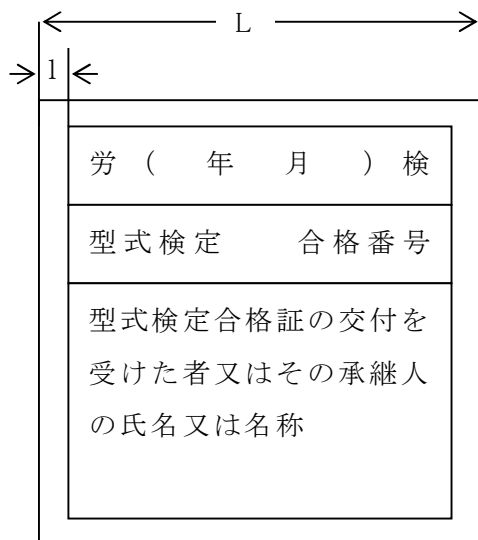 L
l
労 ( 年 月 ) 検
型式検定 合格番号
型式検定合格証の交付を
受けた者又はその承継人
の氏名又は名称